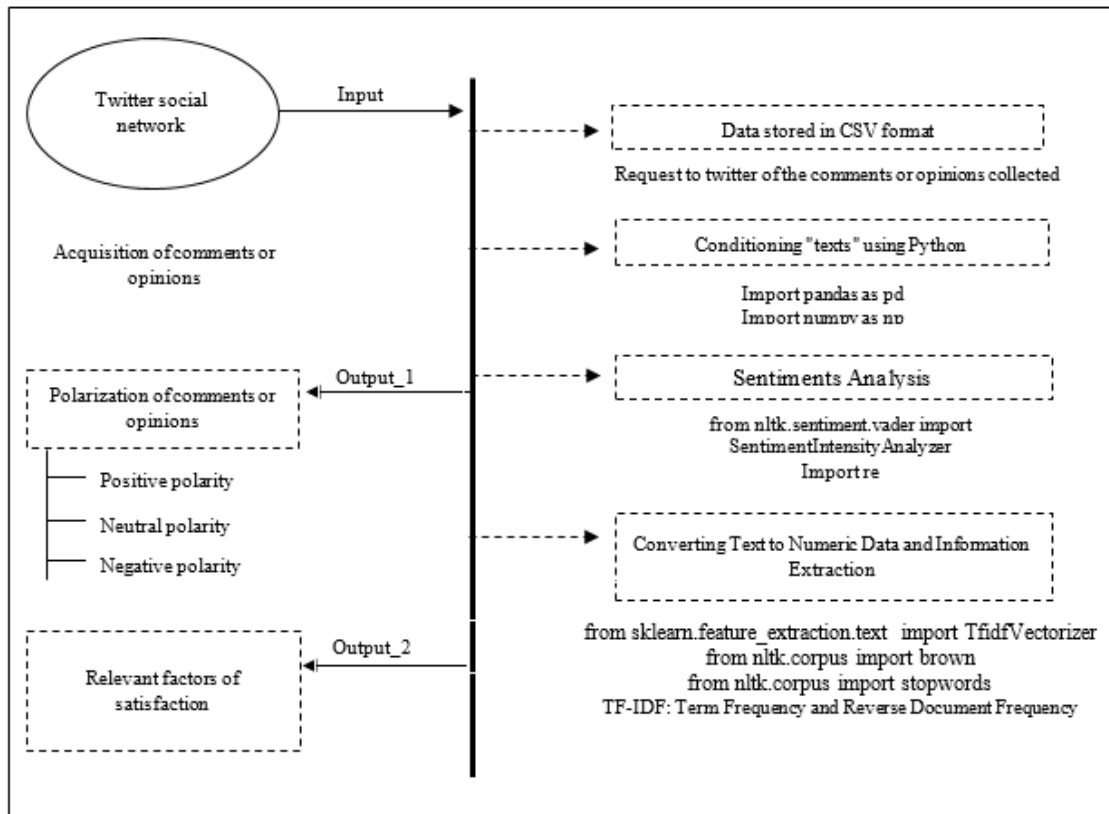 Twitter social
network
Input
Data stored in CSV format
Request to twitter of the comments or opinions collected
Acquisition of comments or
opinions
Conditioning "texts" using Python
Import pandas as pd
Import numpy as np
Output_1
Polarization of comments or
opinions
Positive polarity
Neutral polarity
Negative polarity
Sentiments Analysis
from nltk.sentiment.vader import
SentimentIntensityAnalyzer
Import re
Converting Text to Numeric Data and Information
Extraction
from sklearn.feature_extraction.text import TfidfVectorizer
from nltk.corpus import brown
from nltk.corpus import stopwords
TF-IDF: Term Frequency and Reverse Document Frequency
Output_2
Relevant factors of
satisfaction